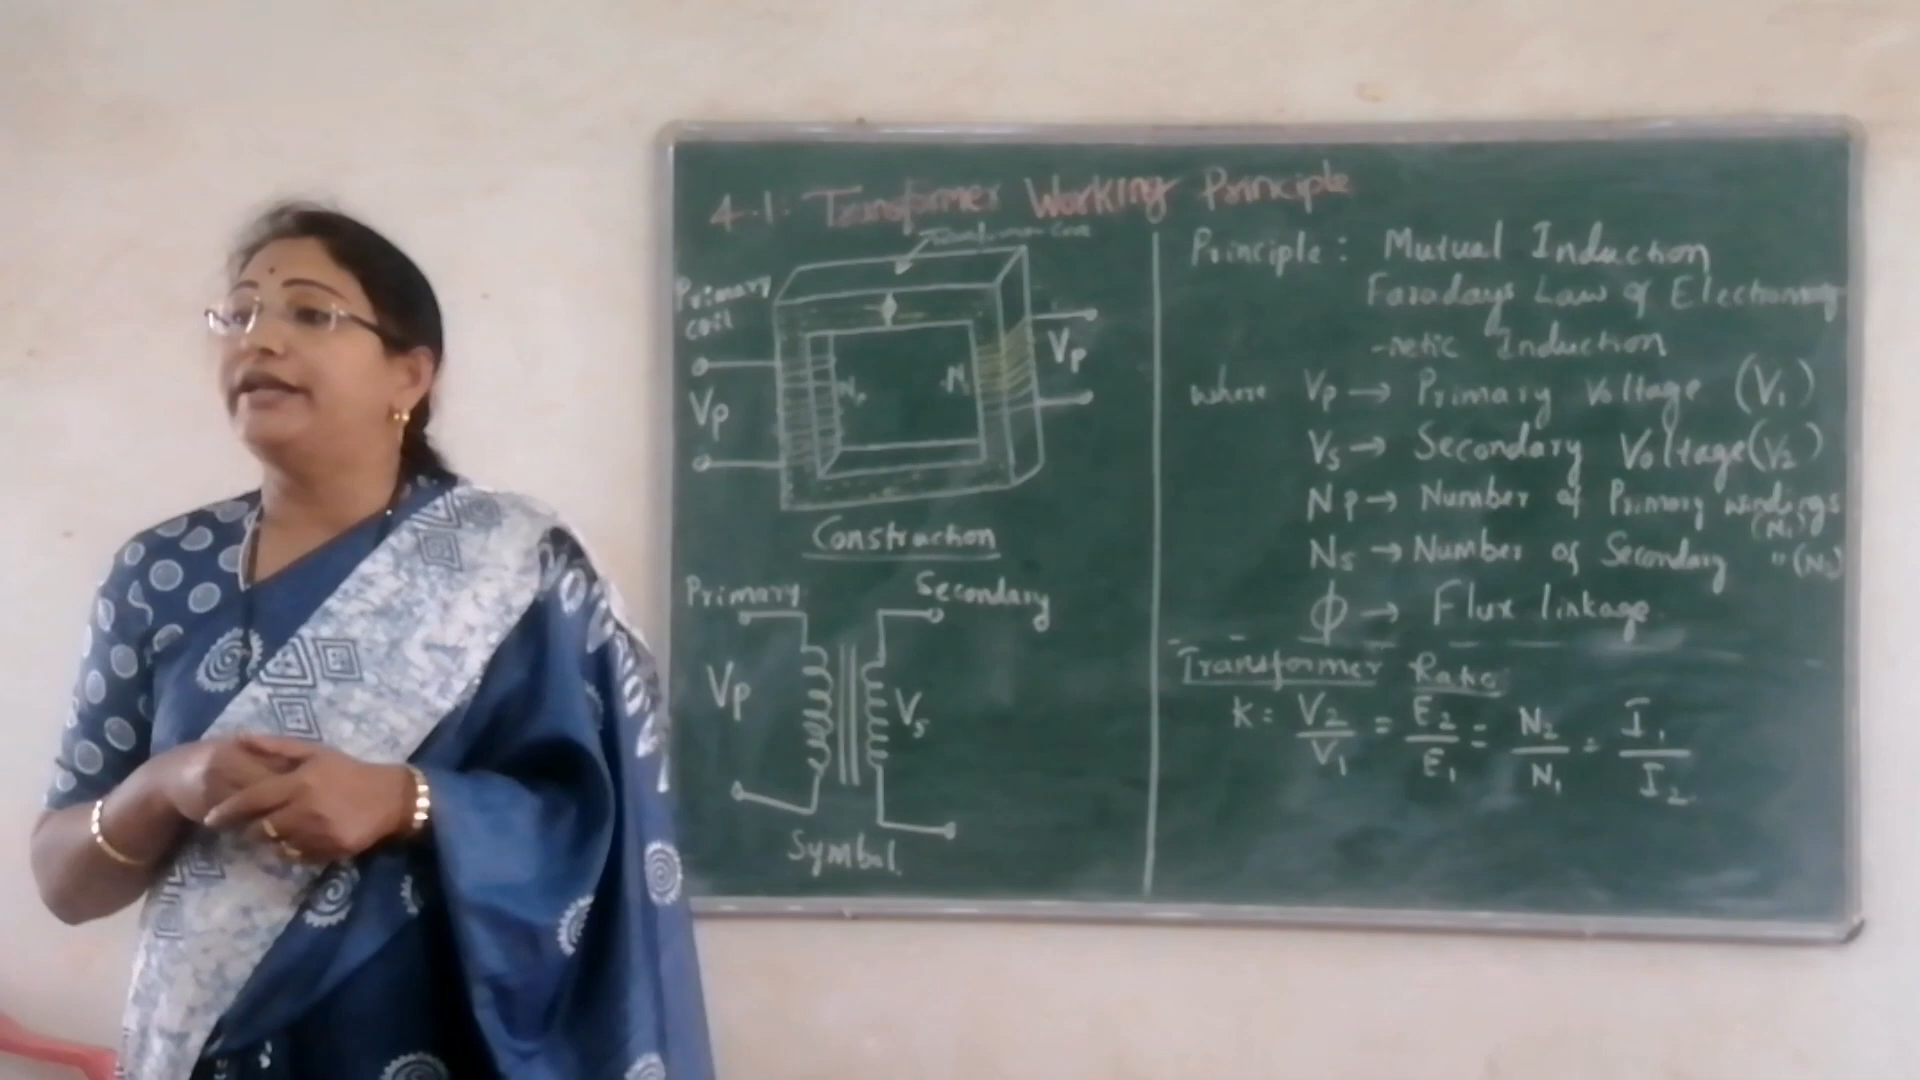 4.1: Transformer Working Principle
Transformer Core
Primary
coil
Vp
Np
N
Vp
Construction
Primary
Secondary
Vp
Vs
Symbol
Principle: Mutual Induction
Faradays Law of Electromag
-netic Induction
where Vp → Primary Voltage (V1)
Vs → Secondary Voltage (V2)
Np → Number of Primary windings
(N1)
Ns → Number of Secondary " (N2)
ϕ → Flux linkage
Transformer Ratio
K = V2/V1 = E2/E1 = N2/N1 = I1/I2